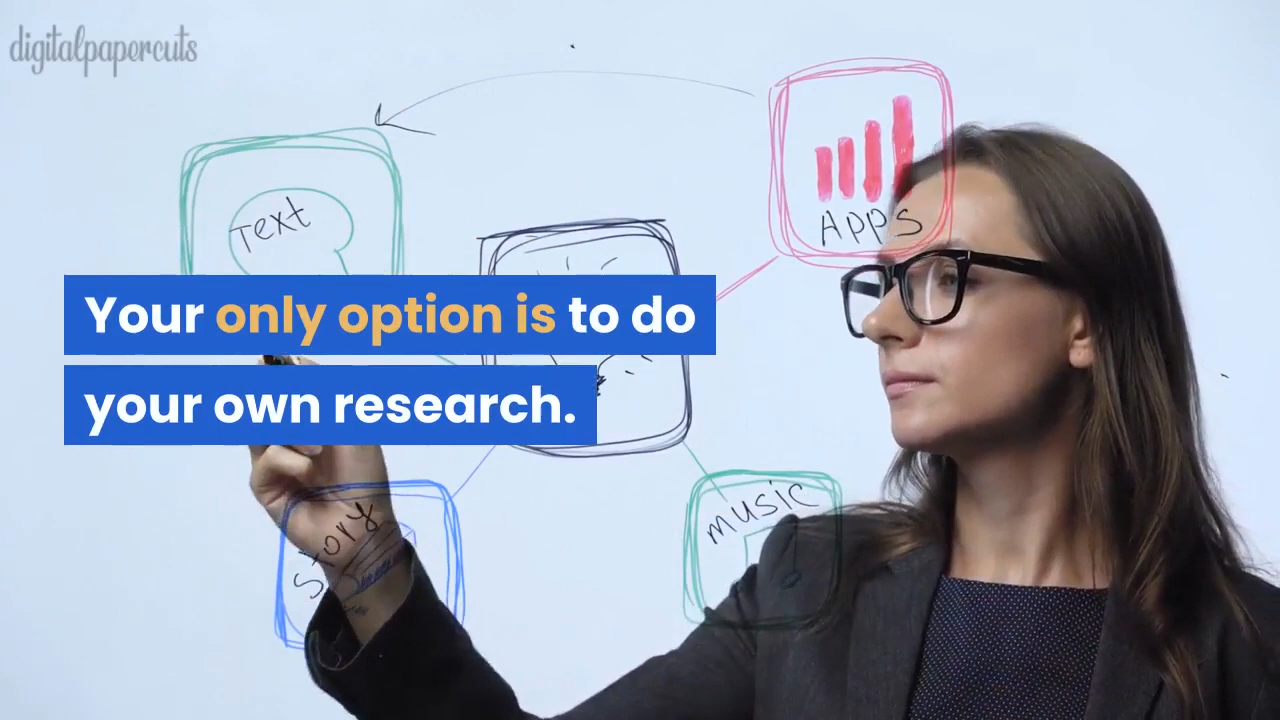 digitalpapercuts
Text
APPS
Your only option is to do
your own research.
Story
music